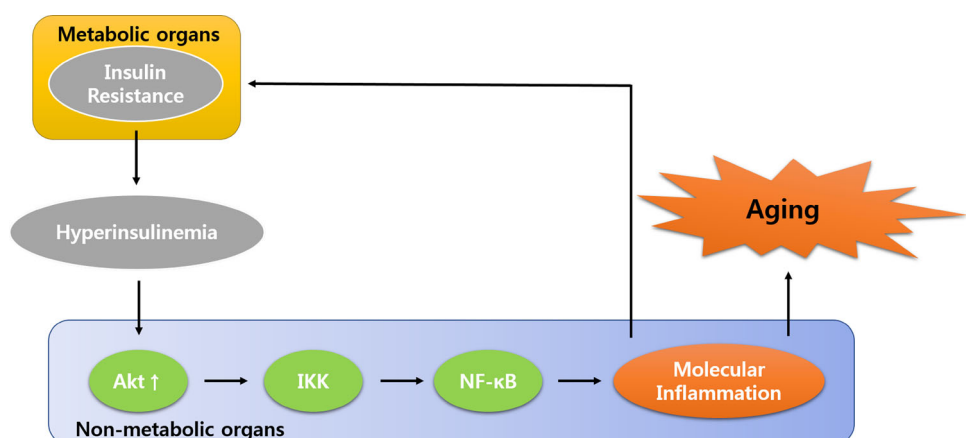 Metabolic organs
Insulin
Resistance
Hyperinsulinemia
Aging
Akt ↑
IKK
NF-κB
Molecular
Inflammation
Non-metabolic organs